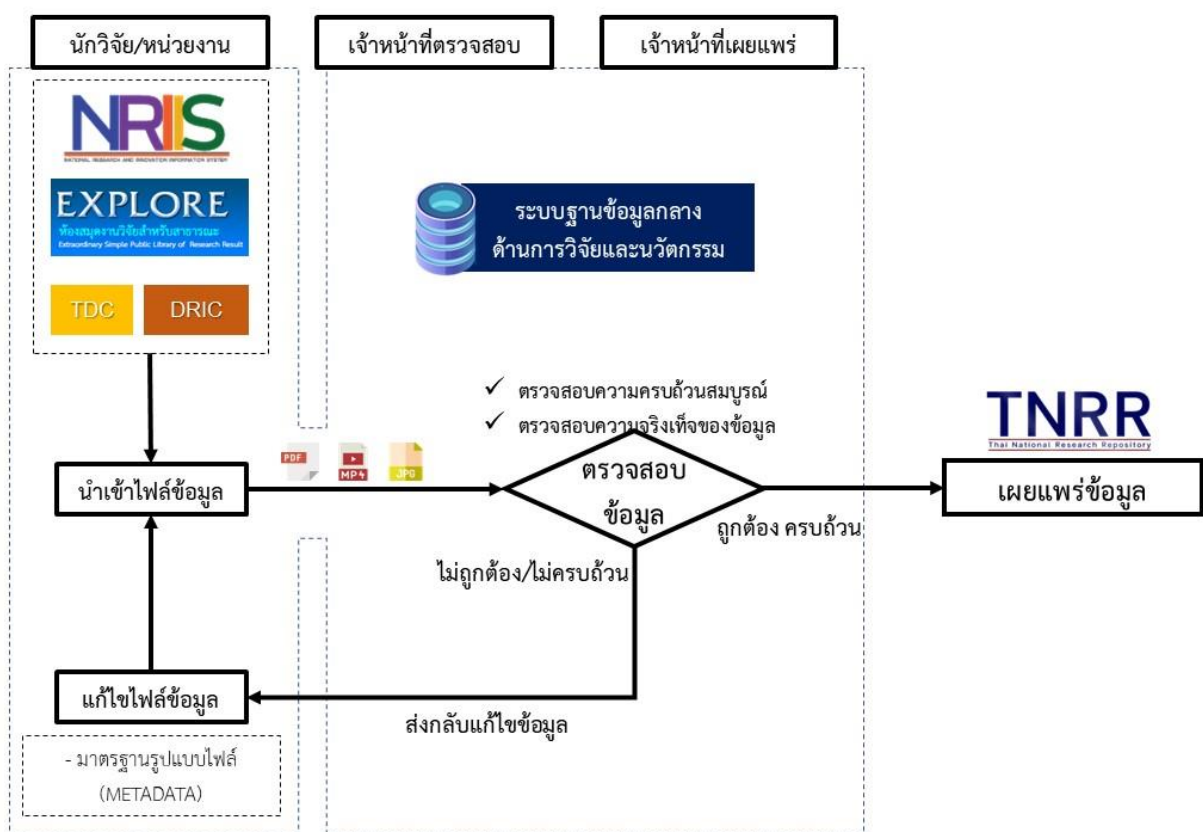 นักวิจัย/หน่วยงาน
เจ้าหน้าที่ตรวจสอบ
เจ้าหน้าที่เผยแพร่
NRIIS
NATIONAL RESEARCH AND INNOVATION INFORMATION SYSTEM
EXPLORE
ห้องสมุดงานวิจัยสำหรับสาธารณะ
Extraordinary Simple Public Library of Research Result
TDC
DRIC
ระบบฐานข้อมูลกลาง
ด้านการวิจัยและนวัตกรรม
✓ ตรวจสอบความครบถ้วนสมบูรณ์
✓ ตรวจสอบความจริงเท็จของข้อมูล
TNRR
Thai National Research Repository
นำเข้าไฟล์ข้อมูล
PDF
MP4
JPG
ตรวจสอบ
ข้อมูล
ถูกต้อง ครบถ้วน
เผยแพร่ข้อมูล
ไม่ถูกต้อง/ไม่ครบถ้วน
แก้ไขไฟล์ข้อมูล
ส่งกลับแก้ไขข้อมูล
- มาตรฐานรูปแบบไฟล์
(METADATA)